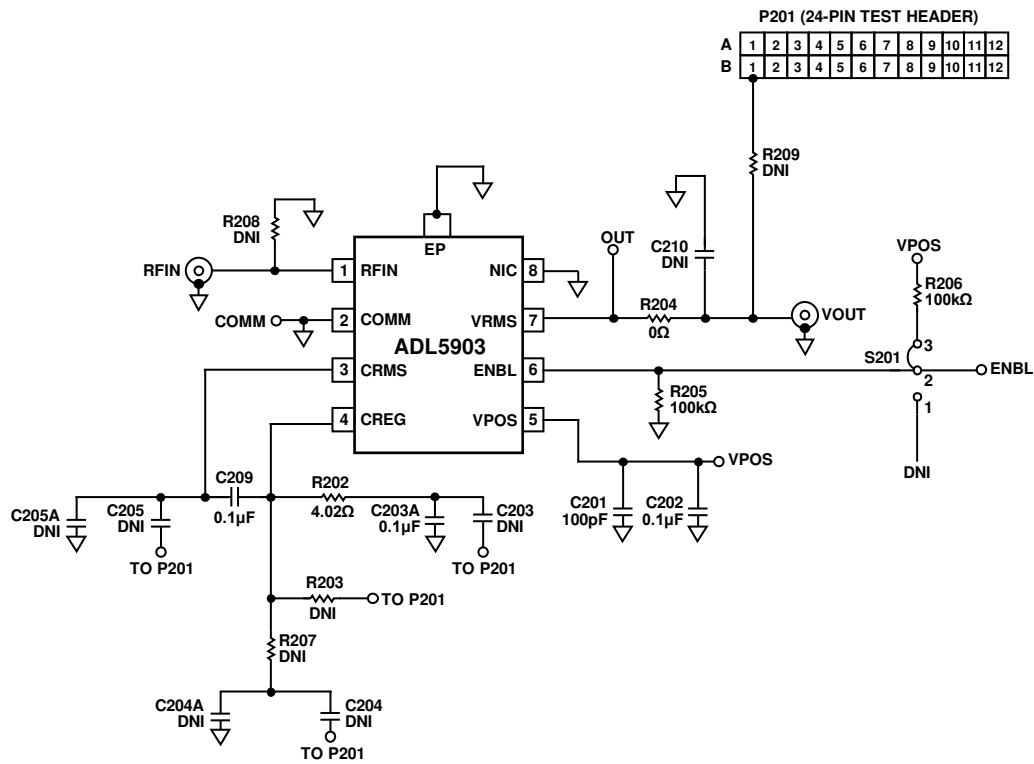 P201 (24-PIN TEST HEADER)
A 1 2 3 4 5 6 7 8 9 10 11 12
B 1 2 3 4 5 6 7 8 9 10 11 12
R209
DNI
R208
DNI
EP
RFIN
1 RFIN
NIC 8
COMM
2 COMM
VRMS 7
ADL5903
3 CRMS
ENBL 6
4 CREG
VPOS 5
OUT
C210
DNI
R204
0Ω
VOUT
VPOS
R206
100kΩ
S201
3
2
1
ENBL
DNI
R205
100kΩ
VPOS
C201
100pF
C202
0.1µF
C209
0.1µF
R202
4.02Ω
C205A
DNI
C205
DNI
TO P201
C203A
0.1µF
C203
DNI
TO P201
R203
DNI
TO P201
R207
DNI
C204A
DNI
C204
DNI
TO P201